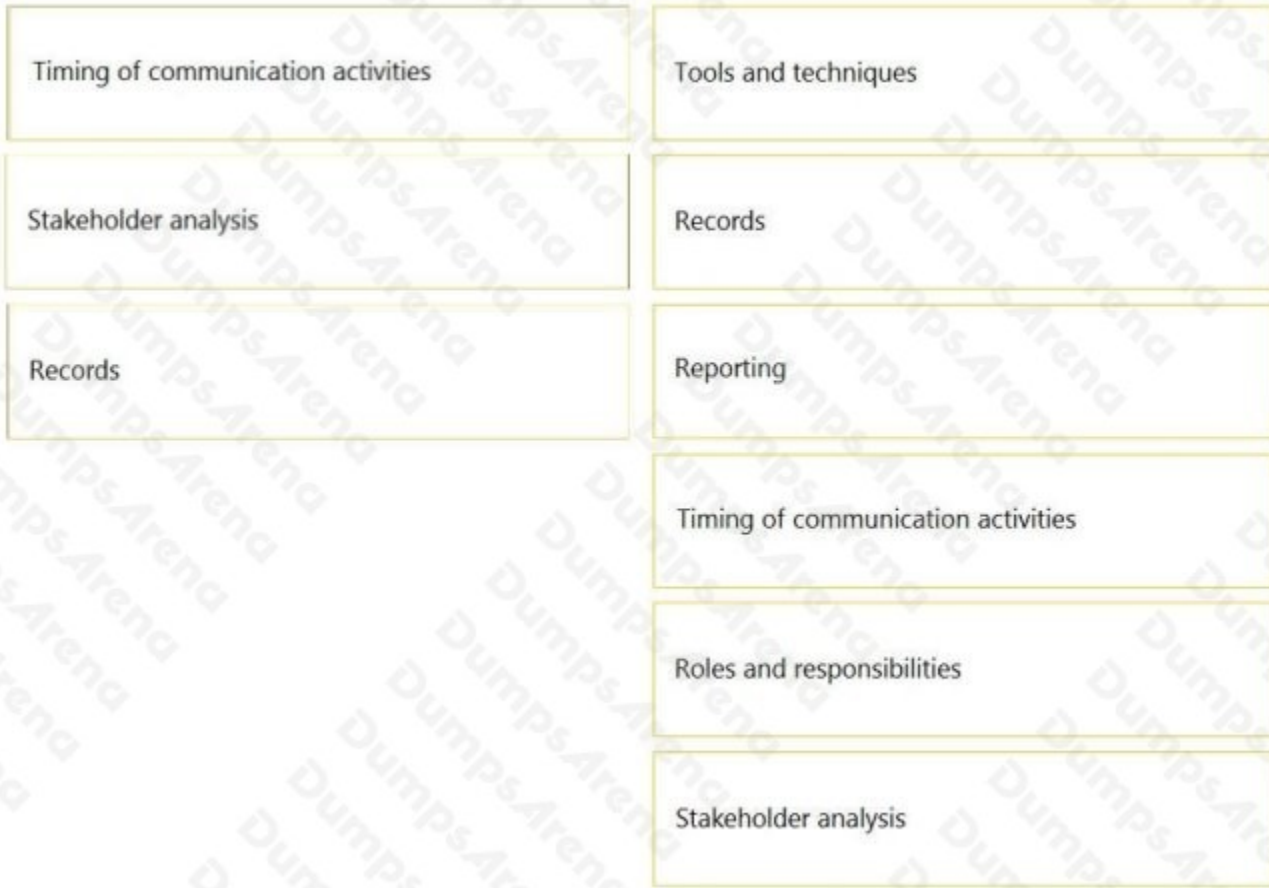 Timing of communication activities
Stakeholder analysis
Records
Tools and techniques
Records
Reporting
Timing of communication activities
Roles and responsibilities
Stakeholder analysis
DumpsArena